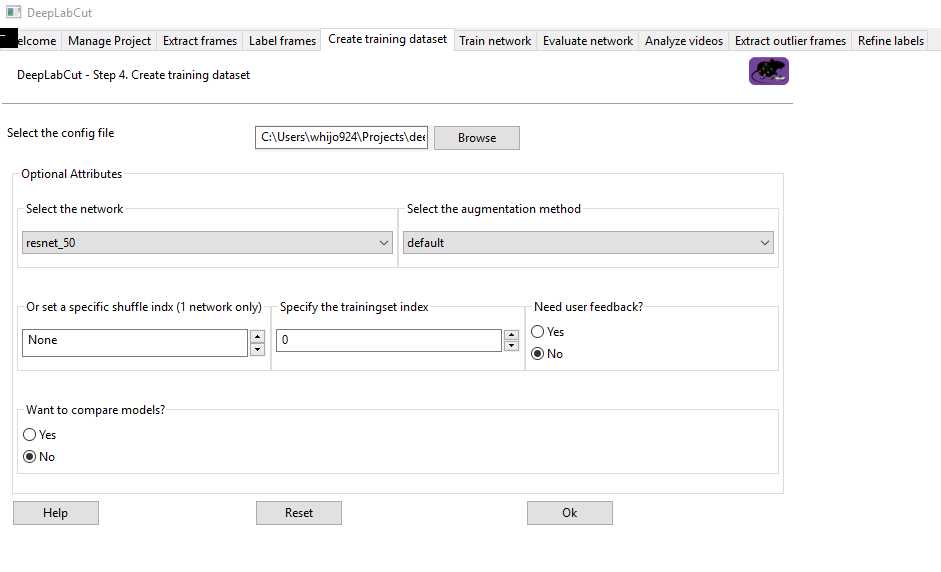 DeepLabCut
elcome Manage Project Extract frames Label frames Create training dataset Train network Evaluate network Analyze videos Extract outlier frames Refine labels
DeepLabCut - Step 4. Create training dataset
Select the config file
C:\Users\whijo924\Projects\dee
Browse
Optional Attributes
Select the network
Select the augmentation method
resnet_50
default
Or set a specific shuffle indx (1 network only)
Specify the trainingset index
Need user feedback?
None
0
Yes
No
Want to compare models?
Yes
No
Help
Reset
Ok